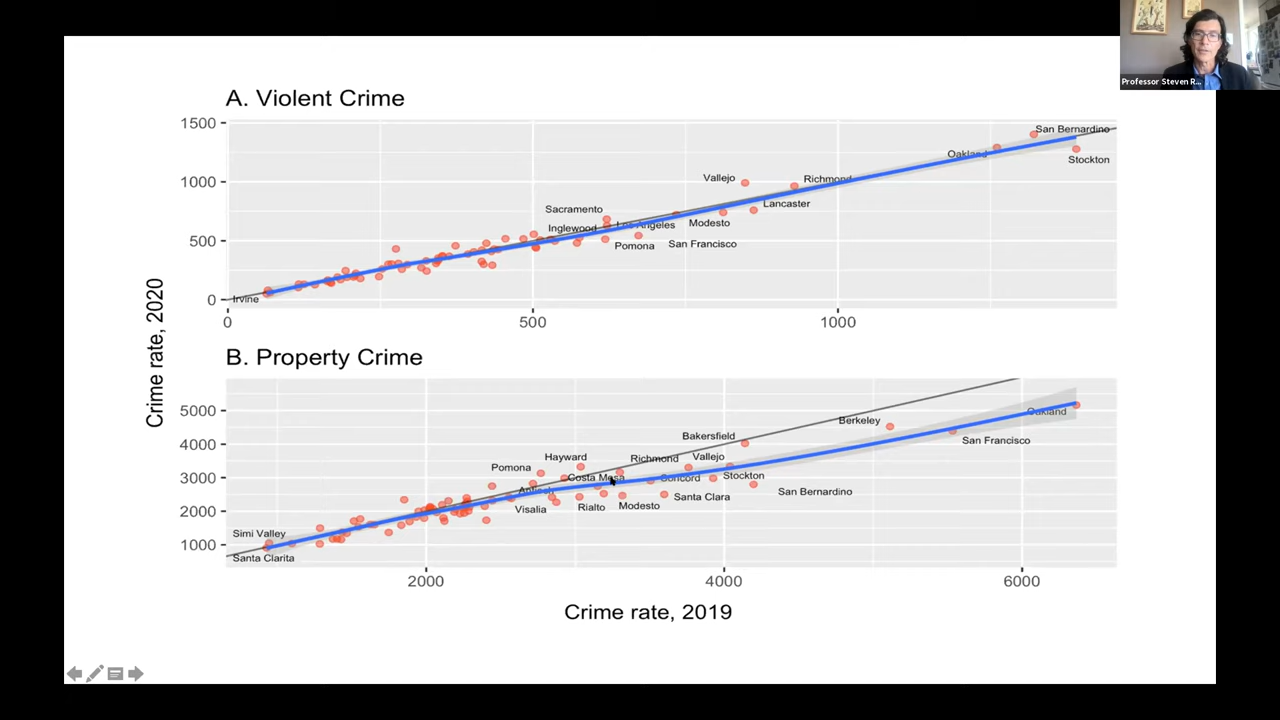 Professor Steven R...
A. Violent Crime
1500
1000
500
0
San Bernardino
Oakland
Stockton
Vallejo
Richmond
Lancaster
Sacramento
Inglewood
Los Angeles
Modesto
Pomona
San Francisco
Irvine
0
500
1000
Crime rate, 2020
B. Property Crime
5000
4000
3000
2000
1000
Oakland
Berkeley
San Francisco
Bakersfield
Hayward
Richmond
Vallejo
Pomona
Costa Mesa
Concord
Stockton
Antioch
Santa Clara
San Bernardino
Visalia
Rialto
Modesto
Simi Valley
Santa Clarita
2000
4000
6000
Crime rate, 2019